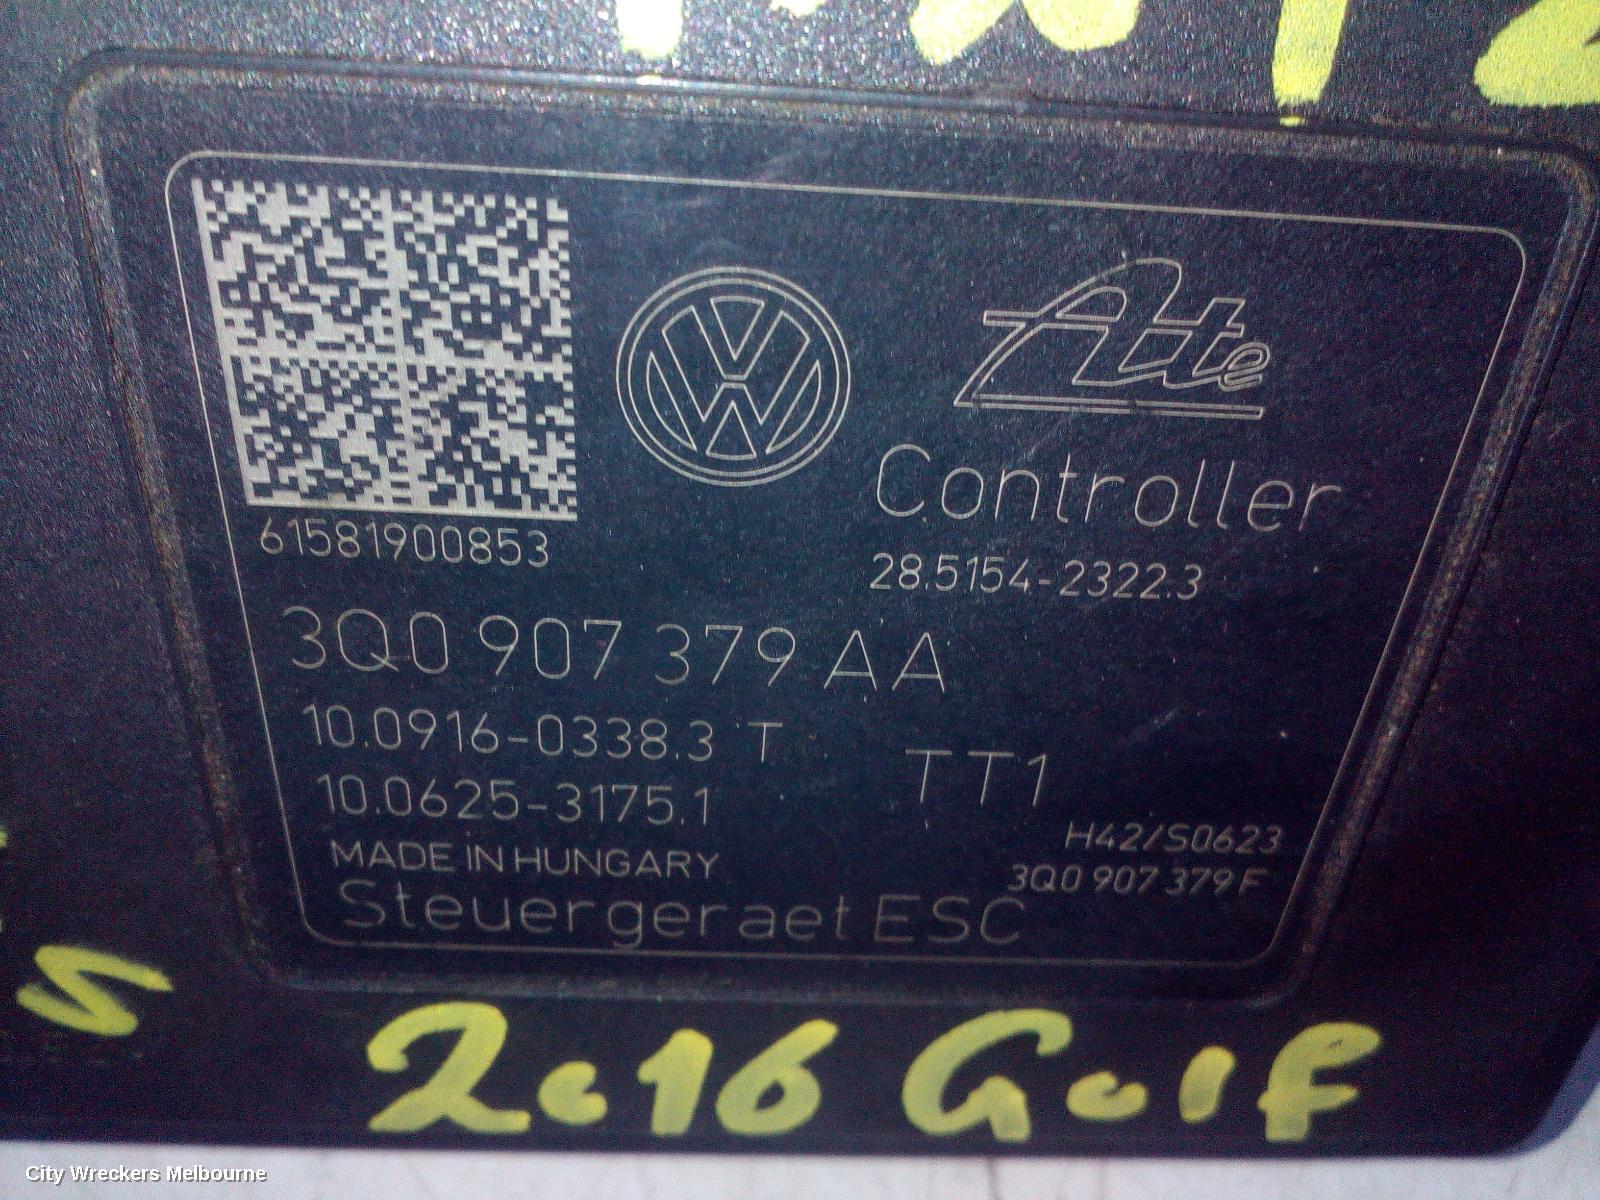 Ate
Controller
61581900853
28.5154-2322.3
3Q0 907 379 AA
10.0916-0338.3 T
TT1
10.0625-3175.1
H42/S0623
MADE IN HUNGARY
3Q0 907 379 F
Steuergeraet ESC
2016 Golf
City Wreckers Melbourne